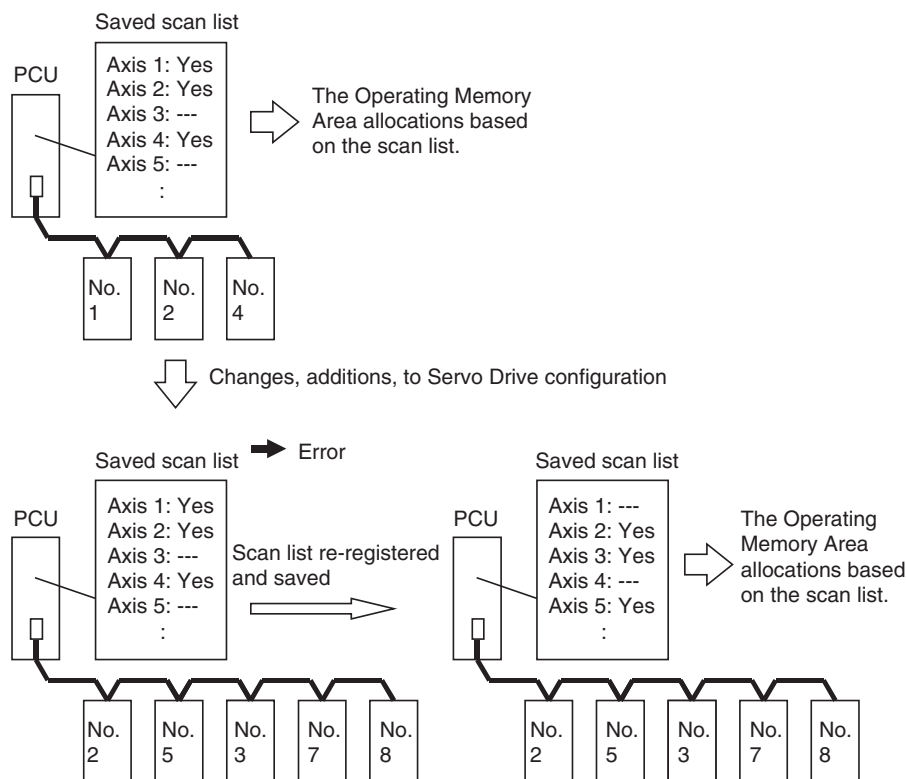 Saved scan list
PCU
Axis 1: Yes
Axis 2: Yes
Axis 3: ---
Axis 4: Yes
Axis 5: ---
:
The Operating Memory
Area allocations based
on the scan list.
No.
1
No.
2
No.
4
Changes, additions, to Servo Drive configuration
Error
Saved scan list
PCU
Axis 1: Yes
Axis 2: Yes
Axis 3: ---
Axis 4: Yes
Axis 5: ---
:
Scan list re-registered
and saved
No.
2
No.
5
No.
3
No.
7
No.
8
Saved scan list
PCU
Axis 1: ---
Axis 2: Yes
Axis 3: Yes
Axis 4: ---
Axis 5: Yes
:
The Operating
Memory Area
allocations based
on the scan list.
No.
2
No.
5
No.
3
No.
7
No.
8